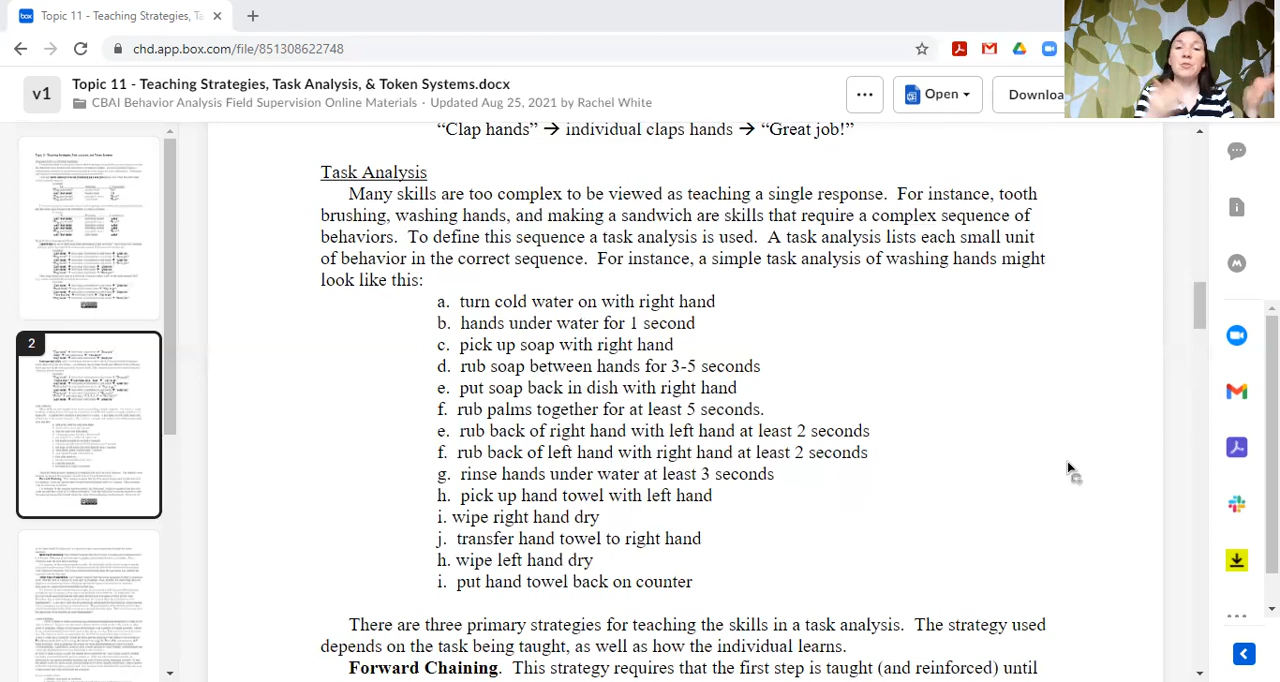 box Topic 11 - Teaching Strategies, Ta
chd.app.box.com/file/851308622748
v1
Topic 11 - Teaching Strategies, Task Analysis, & Token Systems.docx
CBAI Behavior Analysis Field Supervision Online Materials · Updated Aug 25, 2021 by Rachel White
Open
Downloa
2
“Clap hands” → individual claps hands → “Great job!”
Task Analysis
Many skills are too complex to be viewed as teaching a single response. For instance, tooth
brushing, washing hands, or making a sandwich are skills that require a complex sequence of
behaviors. To define the sequence, a task analysis is used. A task analysis lists each small unit
of behavior in the correct sequence. For instance, a simple task analysis of washing hands might
look like this:
a. turn cold water on with right hand
b. hands under water for 1 second
c. pick up soap with right hand
d. rub soap between hands for 3-5 seconds
e. put soap back in dish with right hand
f. rub palms together for at least 5 seconds
e. rub back of right hand with left hand at least 2 seconds
f. rub back of left hand with right hand at least 2 seconds
g. rinse hands under water at least 3 seconds
h. pick up hand towel with left hand
i. wipe right hand dry
j. transfer hand towel to right hand
h. wipe left hand dry
i. put hand towel back on counter
There are three basic strategies for teaching the skills in a task analysis. The strategy used
depends on the skill being taught as well as how the individual learns.
Forward Chaining: This strategy requires that the first step is taught (and reinforced) until